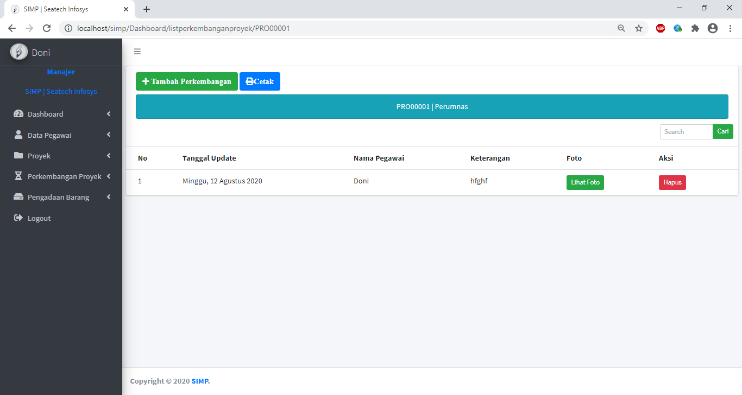 SIMP | Seatech Infosys
localhost/simp/Dashboard/listperkembanganproyek/PRO00001
Doni
Manajer
SIMP | Seatech Infosys
Dashboard
Data Pegawai
Proyek
Perkembangan Proyek
Pengadaan Barang
Logout
Tambah Perkembangan
Cetak
PRO00001 | Perumnas
Search
Cari
No Tanggal Update Nama Pegawai Keterangan Foto Aksi
1 Minggu, 12 Agustus 2020 Doni hfghf Lihat Foto Hapus
Copyright © 2020 SIMP.